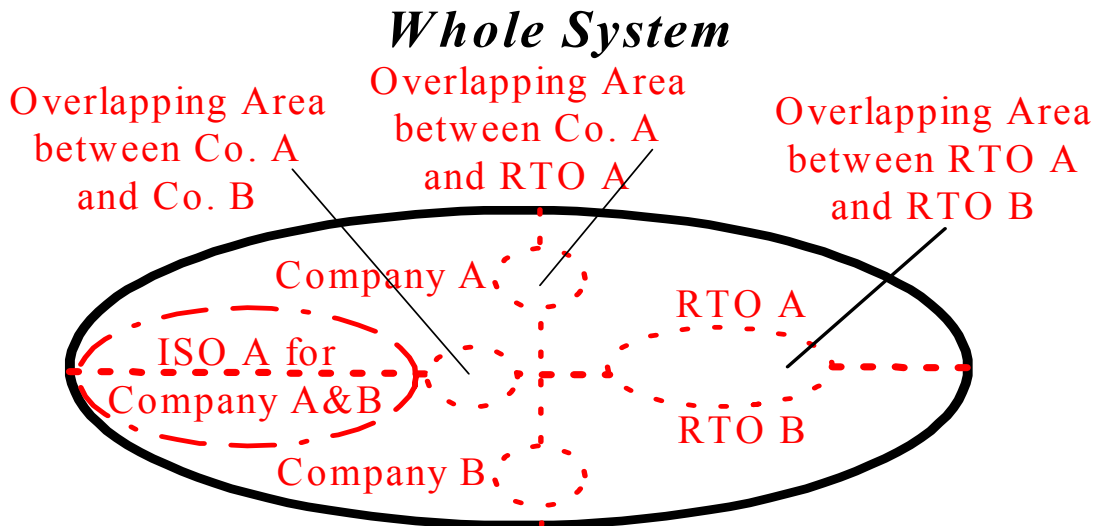 Whole System
Overlapping Area
between Co. A
and Co. B
Overlapping Area
between Co. A
and RTO A
Overlapping Area
between RTO A
and RTO B
Company A
RTO A
ISO A for
Company A&B
RTO B
Company B